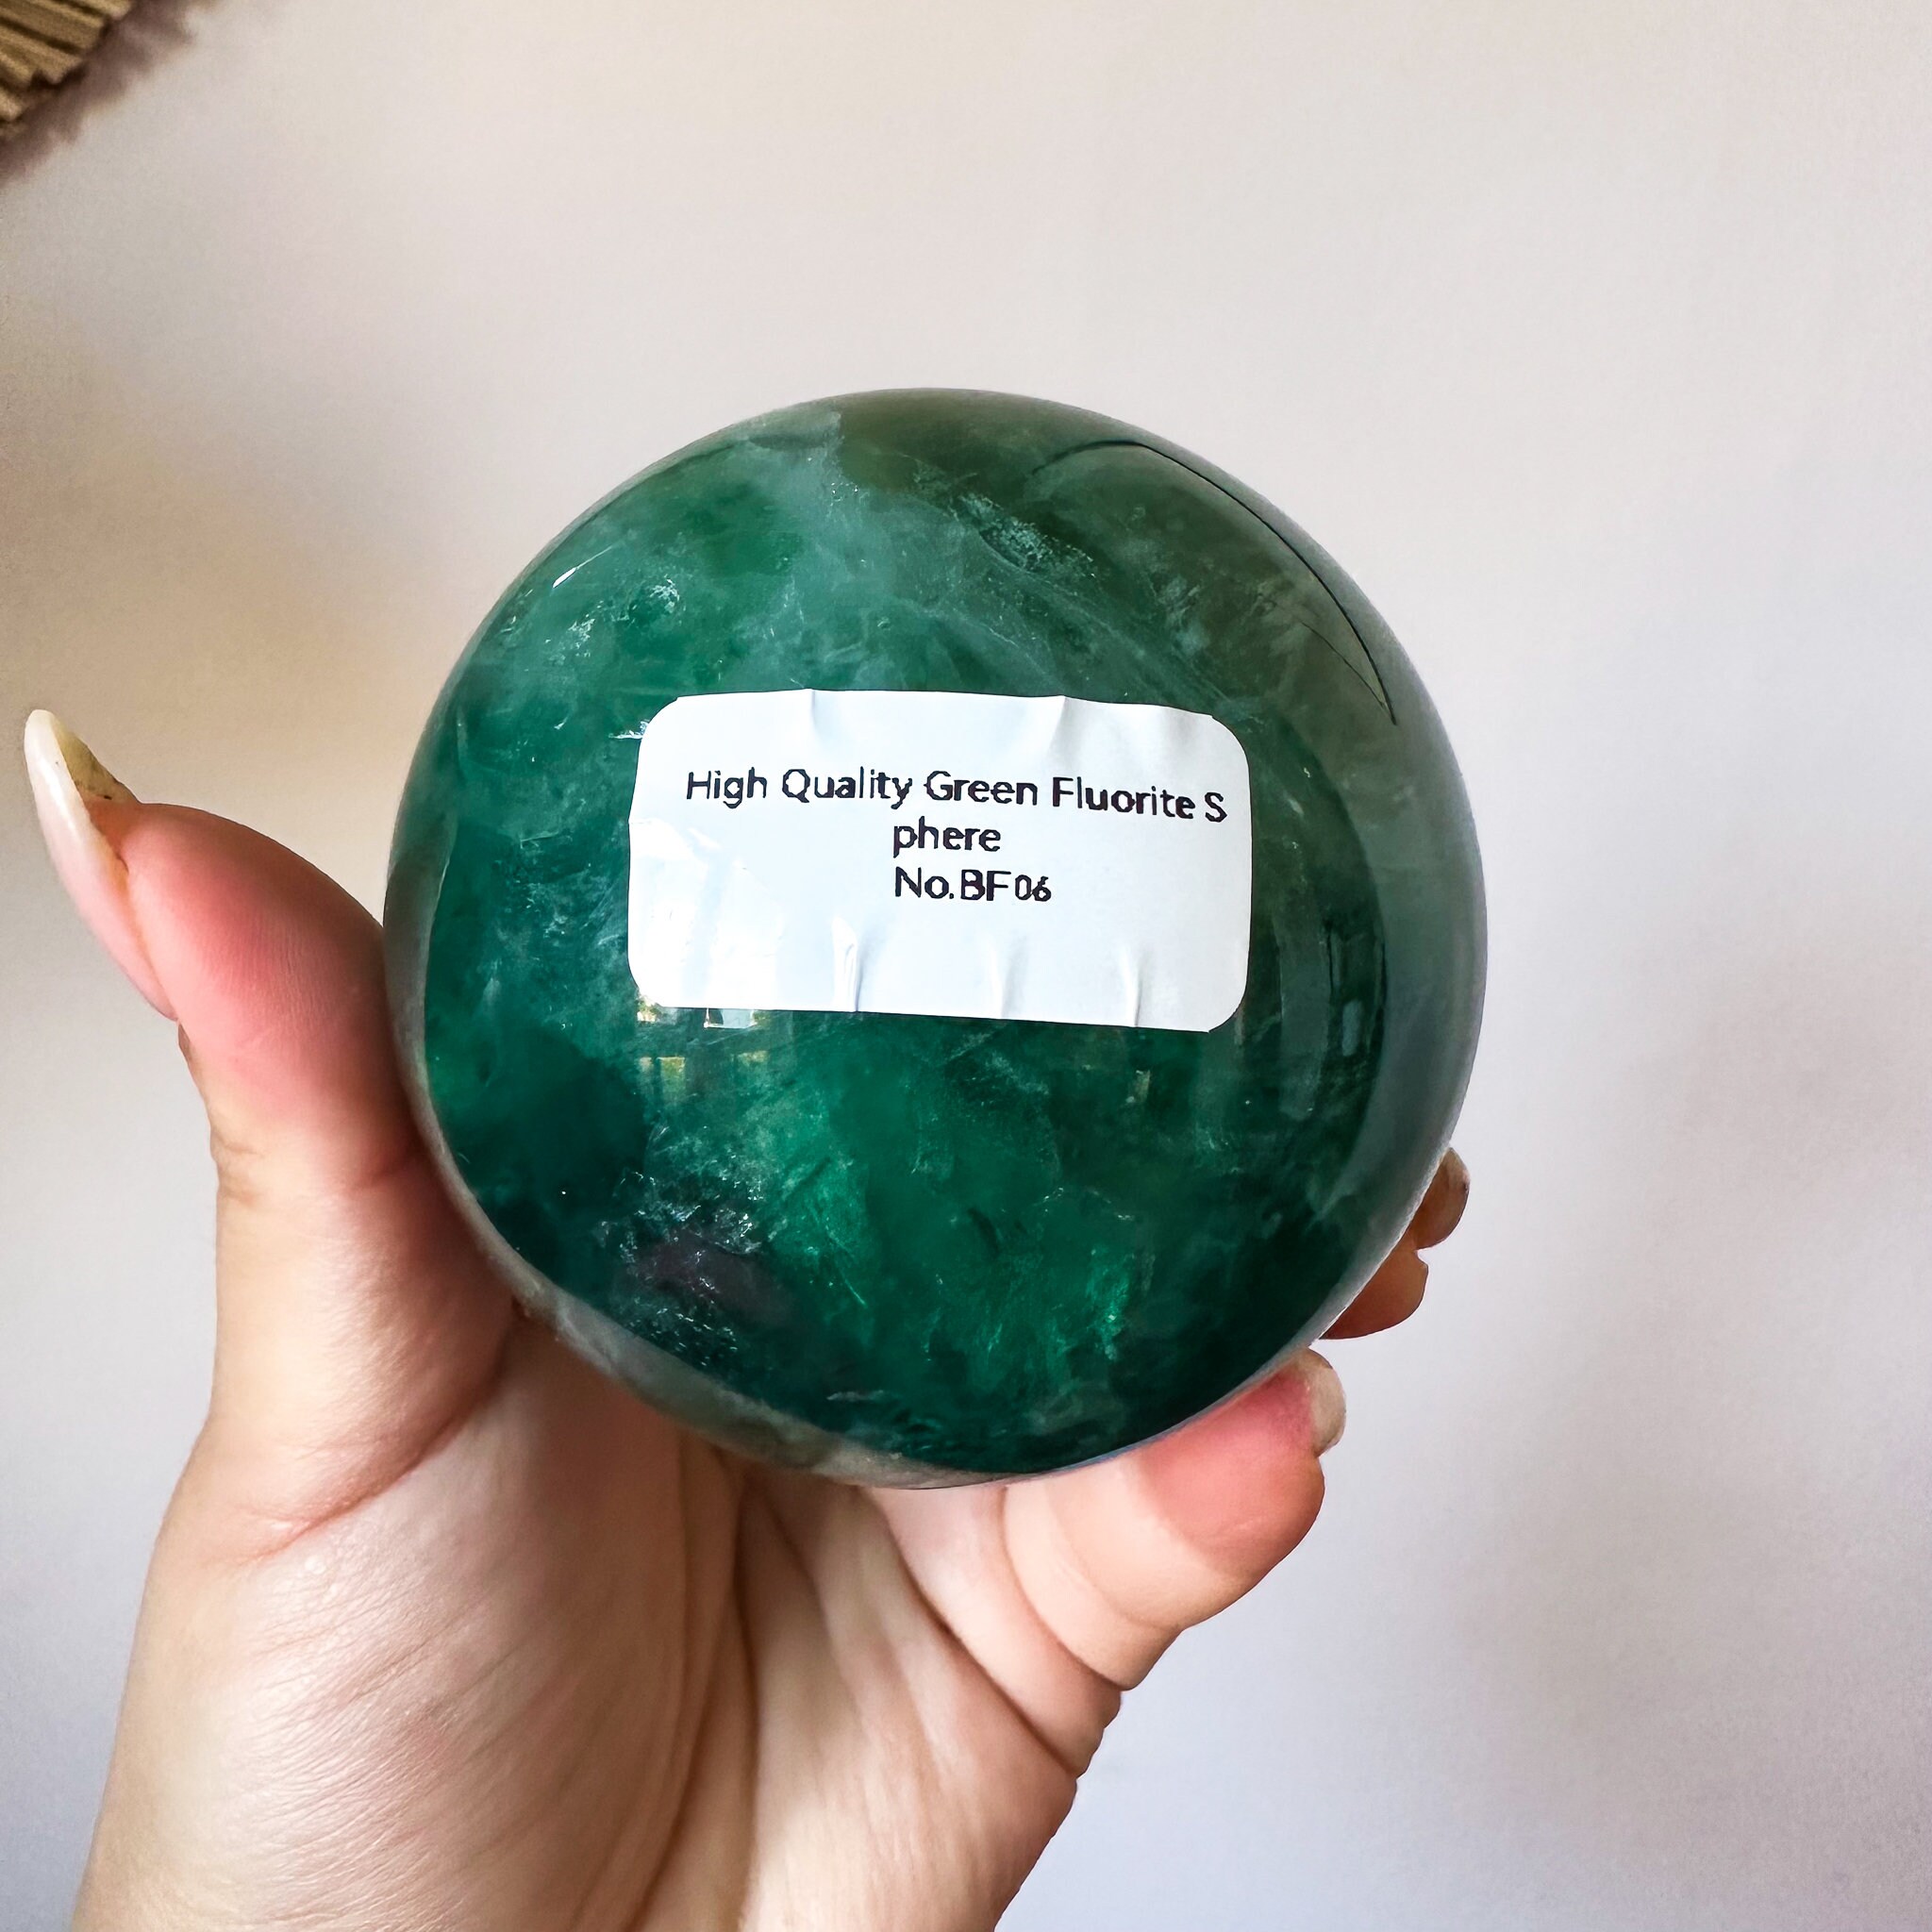 High Quality Green Fluorite S
phere
No.BF06